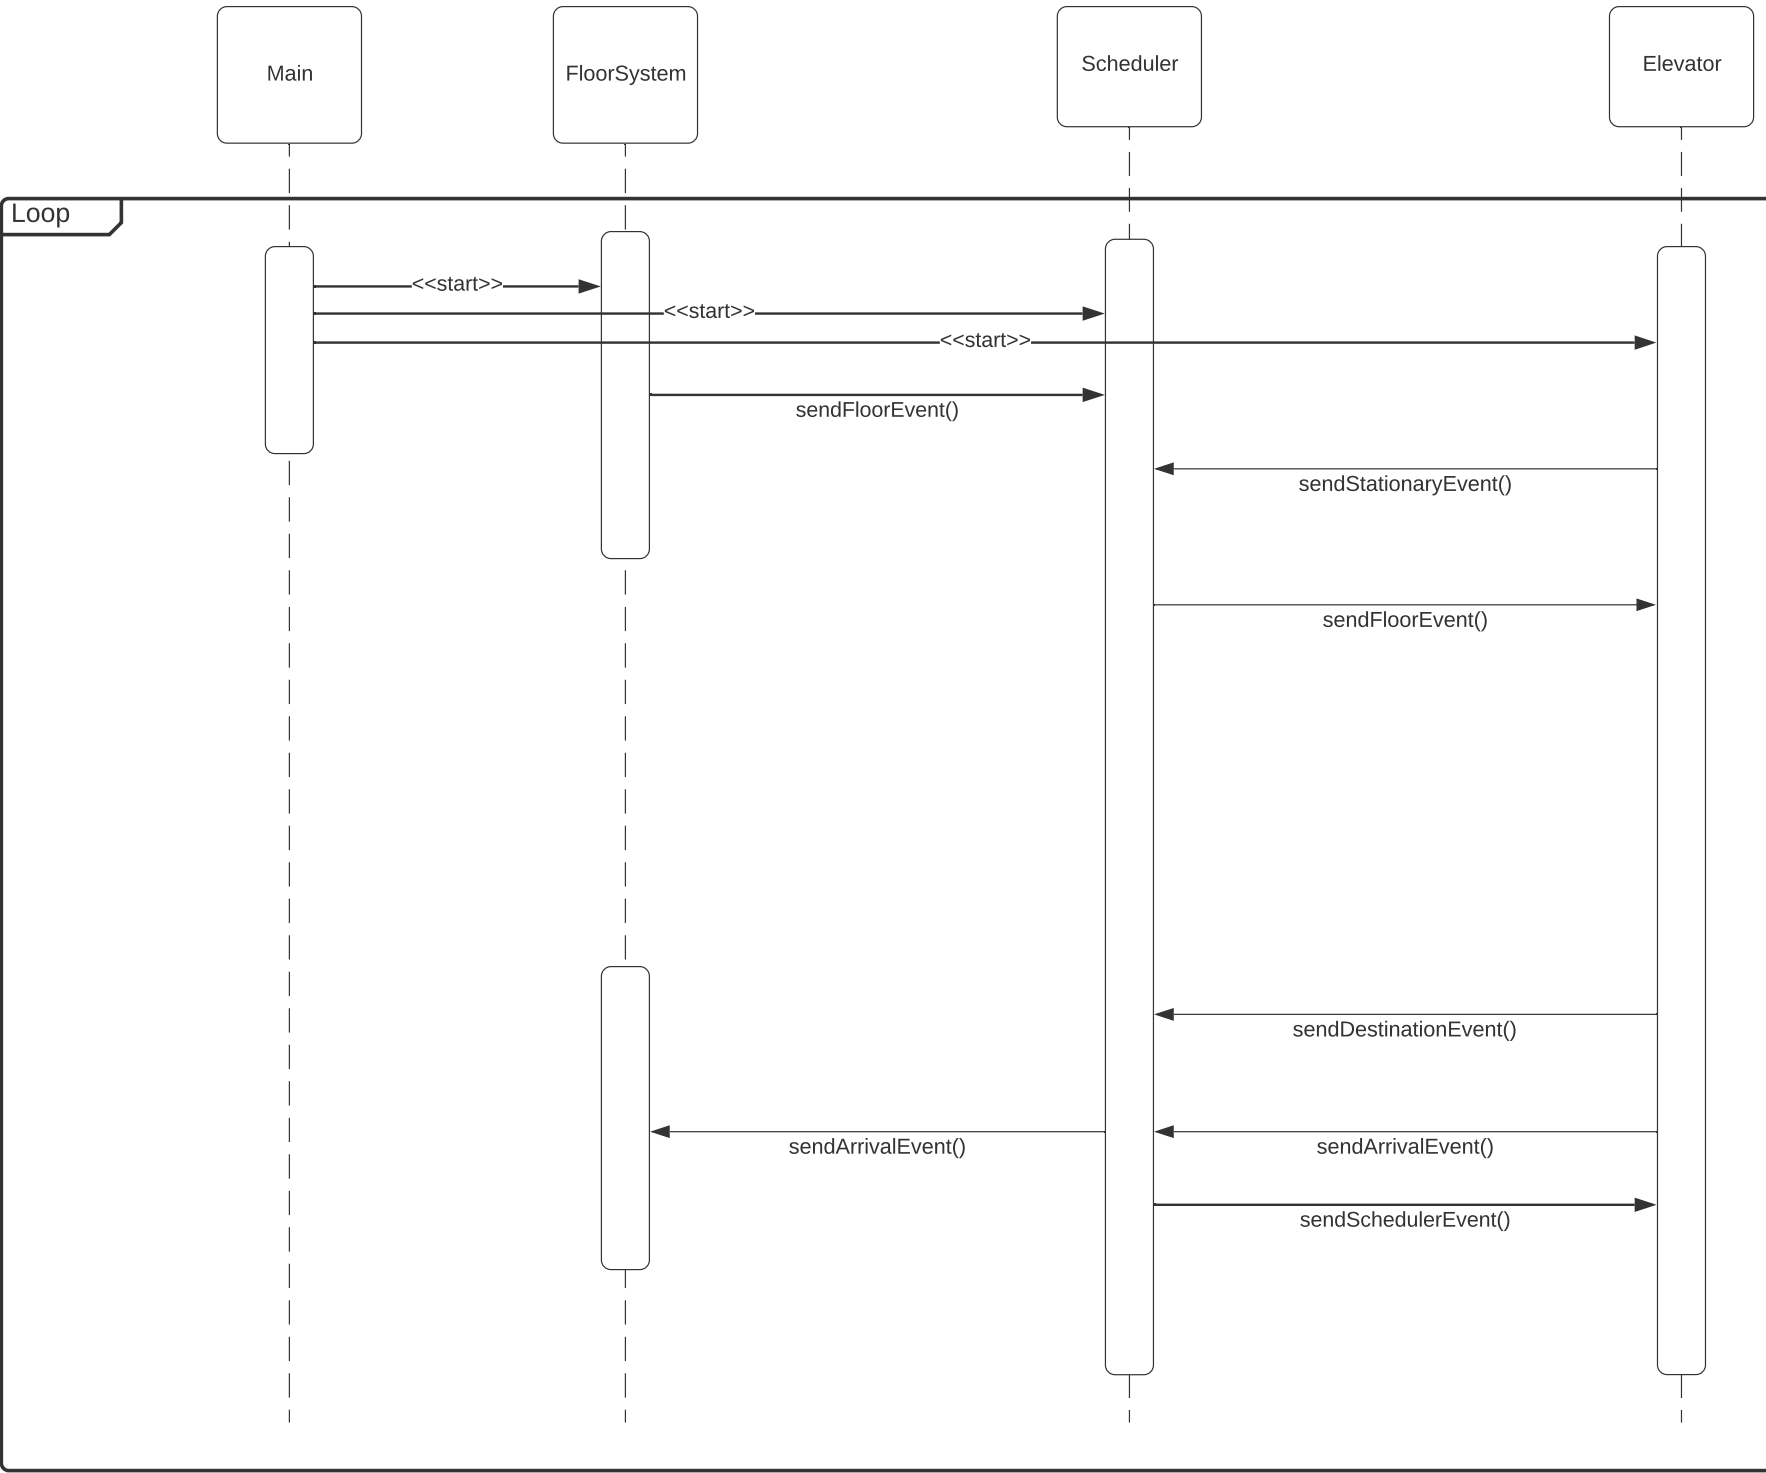 Main
FloorSystem
Scheduler
Elevator
Loop
<<start>>
<<start>>
<<start>>
sendFloorEvent()
sendStationaryEvent()
sendFloorEvent()
sendDestinationEvent()
sendArrivalEvent()
sendArrivalEvent()
sendSchedulerEvent()